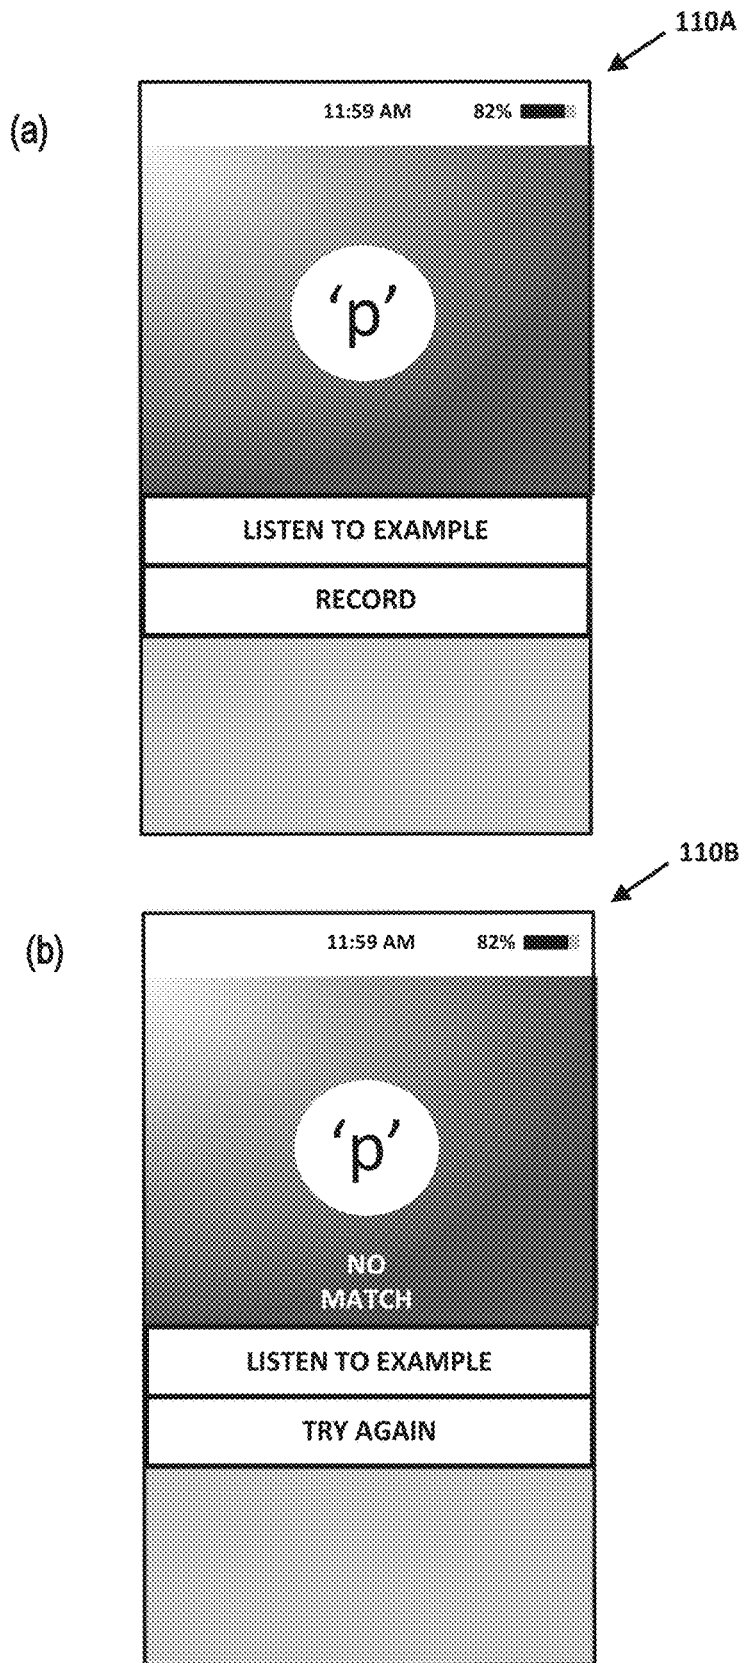 110A
(a)
11:59 AM 82%
‘p’
LISTEN TO EXAMPLE
RECORD
110B
(b)
11:59 AM 82%
‘p’
NO
MATCH
LISTEN TO EXAMPLE
TRY AGAIN